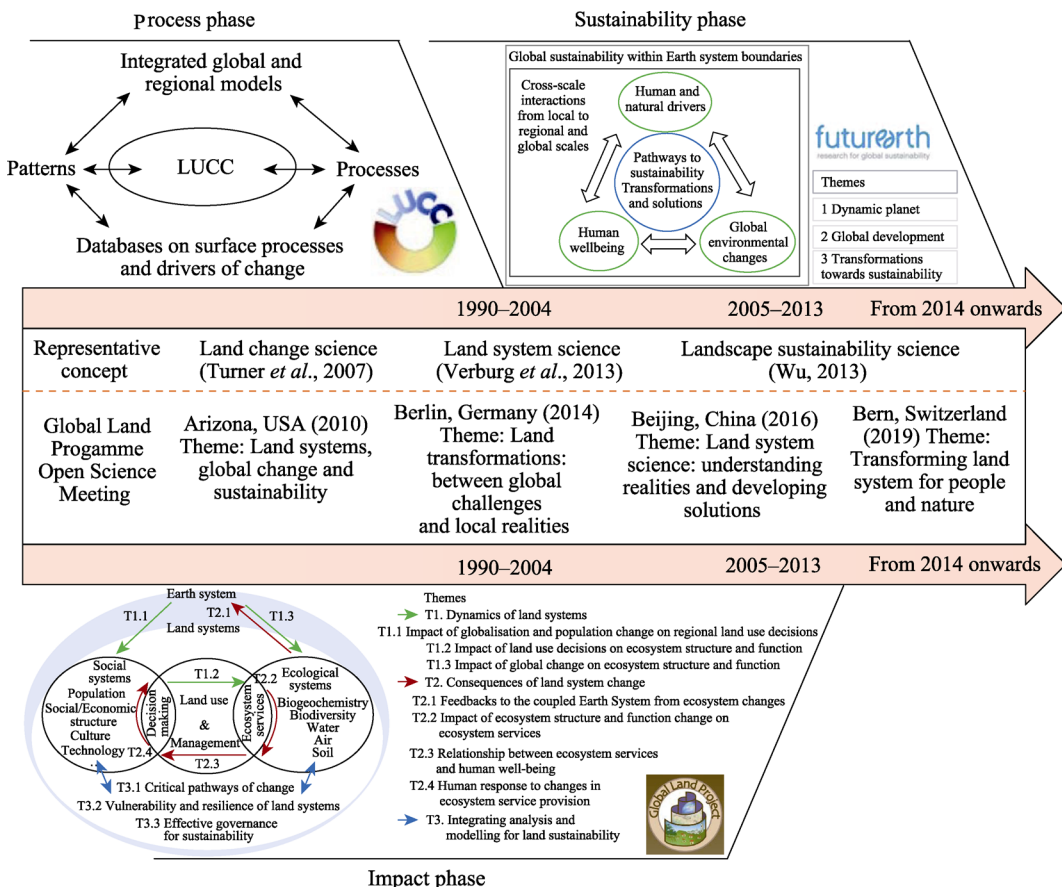 Process phase
Integrated global and
regional models
Patterns
LUCC
Processes
Databases on surface processes
and drivers of change
LUCC
Sustainability phase
Global sustainability within Earth system boundaries
Cross-scale
interactions
from local to
regional and
global scales
Human and
natural drivers
Pathways to
sustainability
Transformations
and solutions
Human
wellbeing
Global
environmental
changes
futurearth
research for global sustainability
Themes
1 Dynamic planet
2 Global development
3 Transformations
towards sustainability
1990–2004
2005–2013
From 2014 onwards
Representative
concept
Land change science
(Turner et al., 2007)
Land system science
(Verburg et al., 2013)
Landscape sustainability science
(Wu, 2013)
Global Land
Progamme
Open Science
Meeting
Arizona, USA (2010)
Theme: Land systems,
global change and
sustainability
Berlin, Germany (2014)
Theme: Land
transformations:
between global
challenges
and local realities
Beijing, China (2016)
Theme: Land system
science: understanding
realities and developing
solutions
Bern, Switzerland
(2019) Theme:
Transforming land
system for people
and nature
1990–2004
2005–2013
From 2014 onwards
Earth system
T1.1
T2.1
T1.3
Land systems
Social
systems
Population
Social/Economic
structure
Culture
Technology
..
Decision
making
T1.2
Land use
&
Management
T2.4
T2.3
T2.2
Ecosystem
services
Ecological
systems
Biogeochemistry
Biodiversity
Water
Air
Soil
T3.1 Critical pathways of change
T3.2 Vulnerability and resilience of land systems
T3.3 Effective governance
for sustainability
Themes
T1. Dynamics of land systems
T1.1 Impact of globalisation and population change on regional land use decisions
T1.2 Impact of land use decisions on ecosystem structure and function
T1.3 Impact of global change on ecosystem structure and function
T2. Consequences of land system change
T2.1 Feedbacks to the coupled Earth System from ecosystem changes
T2.2 Impact of ecosystem structure and function change on
ecosystem services
T2.3 Relationship between ecosystem services
and human well-being
T2.4 Human response to changes in
ecosystem service provision
T3. Integrating analysis and
modelling for land sustainability
Global Land Project
Impact phase